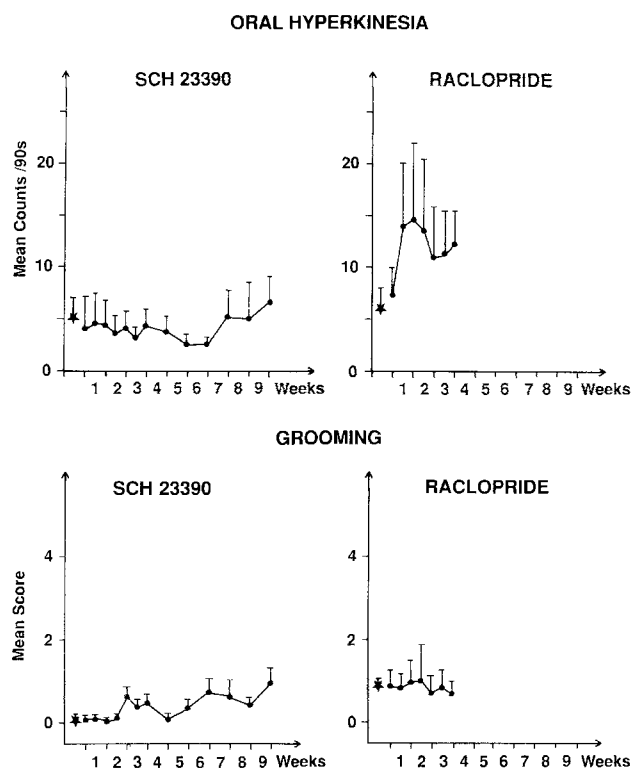 ORAL HYPERKINESIA
SCH 23390
RACLOPRIDE
Mean Counts /90s
20
10
0
1 2 3 4 5 6 7 8 9 Weeks
20
10
0
1 2 3 4 5 6 7 8 9 Weeks
GROOMING
SCH 23390
RACLOPRIDE
Mean Score
4
2
0
1 2 3 4 5 6 7 8 9 Weeks
4
2
0
1 2 3 4 5 6 7 8 9 Weeks